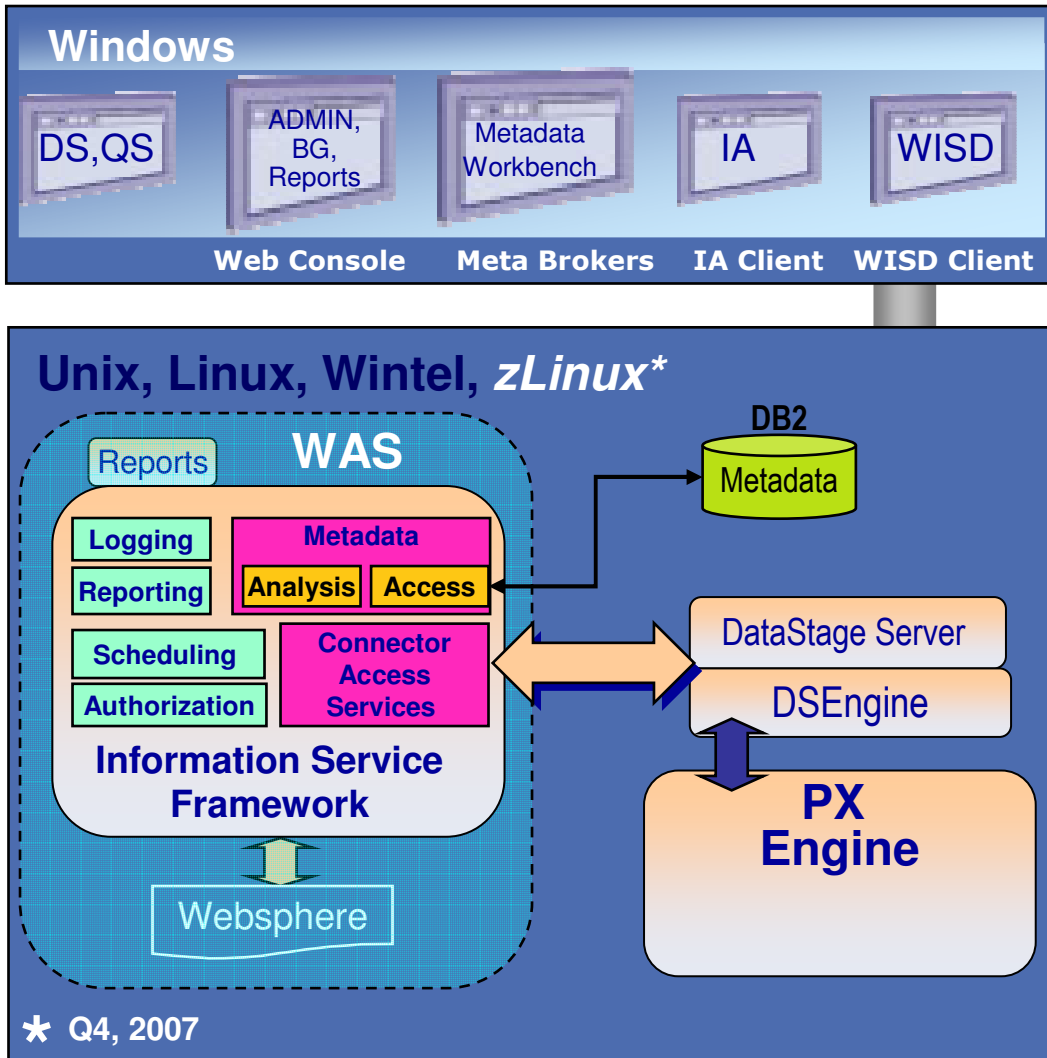 Windows
DS,QS
ADMIN,
BG,
Reports
Metadata
Workbench
IA
WISD
Web Console
Meta Brokers
IA Client
WISD Client
Unix, Linux, Wintel, zLinux*
Reports
WAS
DB2
Metadata
Logging
Reporting
Metadata
Analysis
Access
Scheduling
Authorization
Connector
Access
Services
Information Service
Framework
Websphere
DataStage Server
DSEngine
PX
Engine
* Q4, 2007